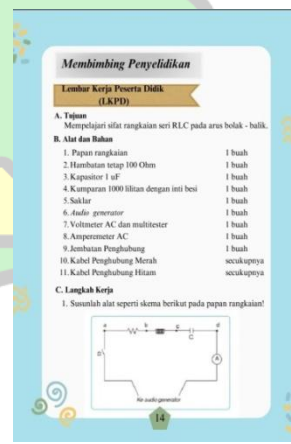 Membimbing Penyelidikan
Lembar Kerja Peserta Didik
(LKPD)
A. Tujuan
Mempelajari sifat rangkaian seri RLC pada arus bolak - balik.
B. Alat dan Bahan
1. Papan rangkaian 1 buah
2. Hambatan tetap 100 Ohm 1 buah
3. Kapasitor 1 uF 1 buah
4. Kumparan 1000 lilitan dengan inti besi 1 buah
5. Saklar 1 buah
6. Audio generator 1 buah
7. Voltmeter AC dan multitester 1 buah
8. Amperemeter AC 1 buah
9. Jembatan Penghubung 1 buah
10. Kabel Penghubung Merah secukupnya
11. Kabel Penghubung Hitam secukupnya
C. Langkah Kerja
1. Susunlah alat seperti skema berikut pada papan rangkaian!
a b c d
C
S
A
Ke audio generator
14